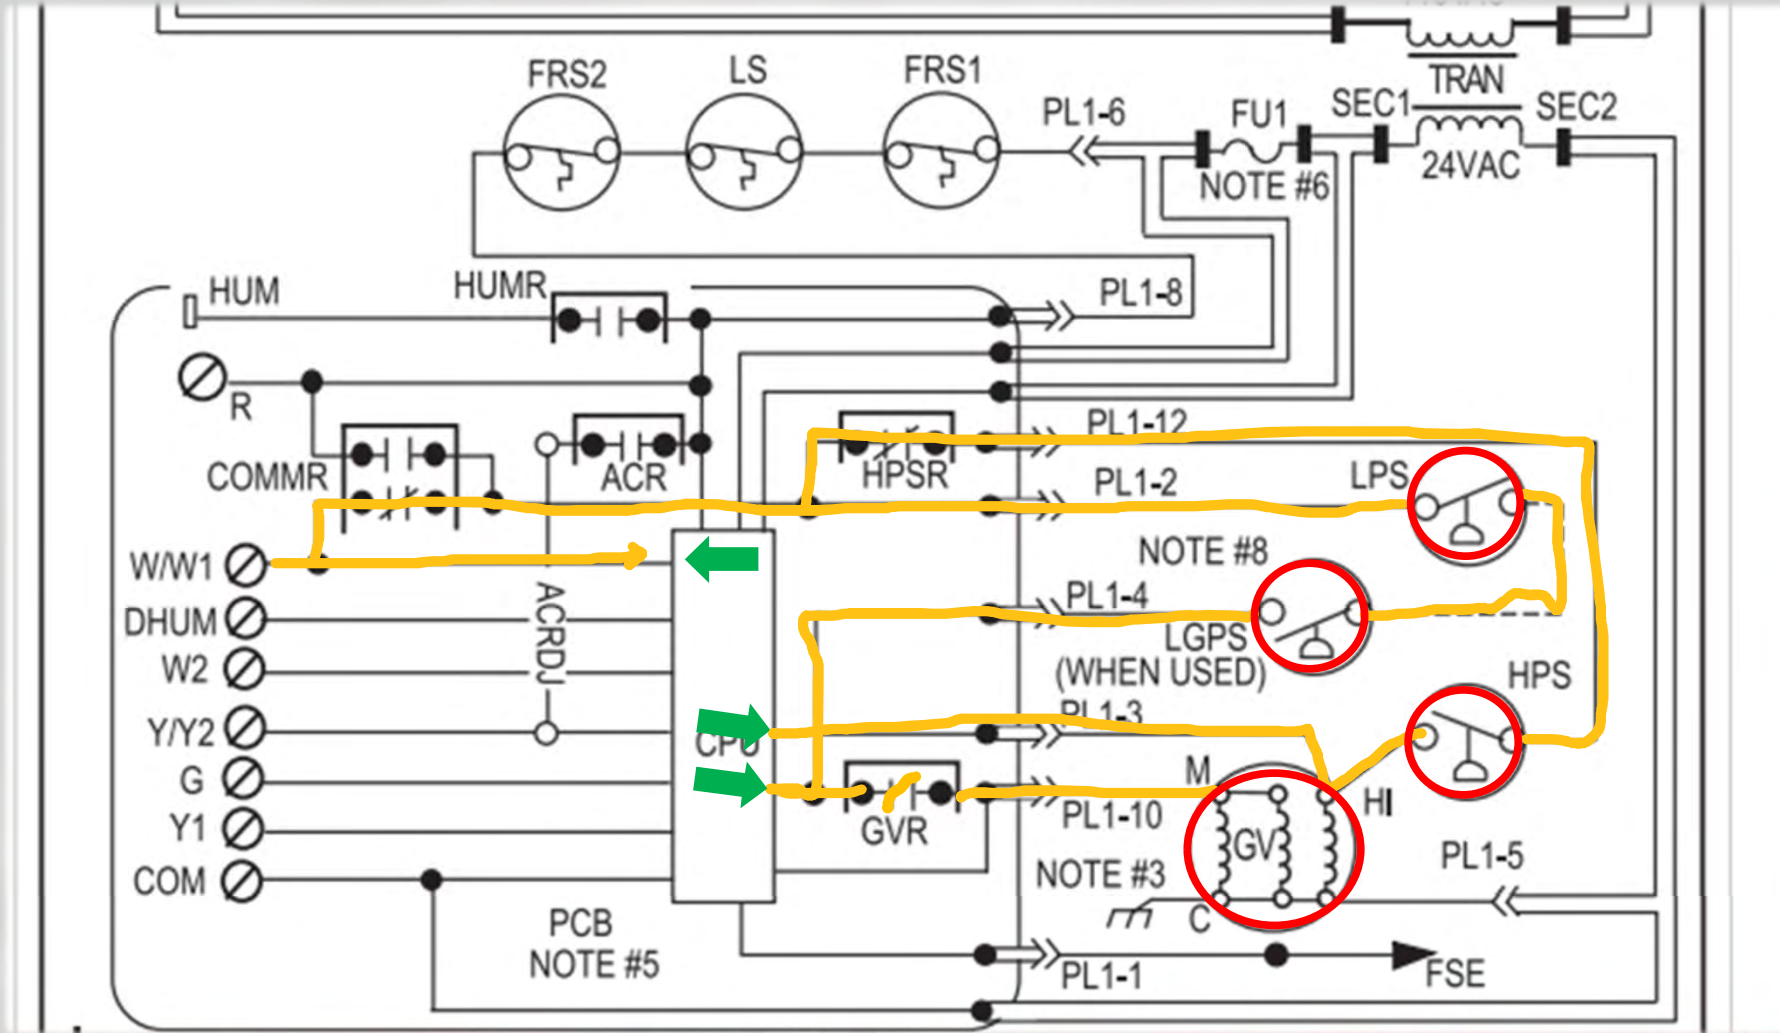 FRS2
LS
FRS1
PL1-6
FU1
SEC1
TRAN
SEC2
24VAC
NOTE #6
HUM
HUMR
PL1-8
R
COMMR
ACR
HPSR
PL1-12
PL1-2
LPS
NOTE #8
W/W1
DHUM
W2
Y/Y2
G
Y1
COM
ACRDJ
CPU
PL1-4
LGPS
(WHEN USED)
PL1-3
HPS
M
HI
GVR
PL1-10
GV
NOTE #3
C
PL1-5
PCB
NOTE #5
PL1-1
FSE